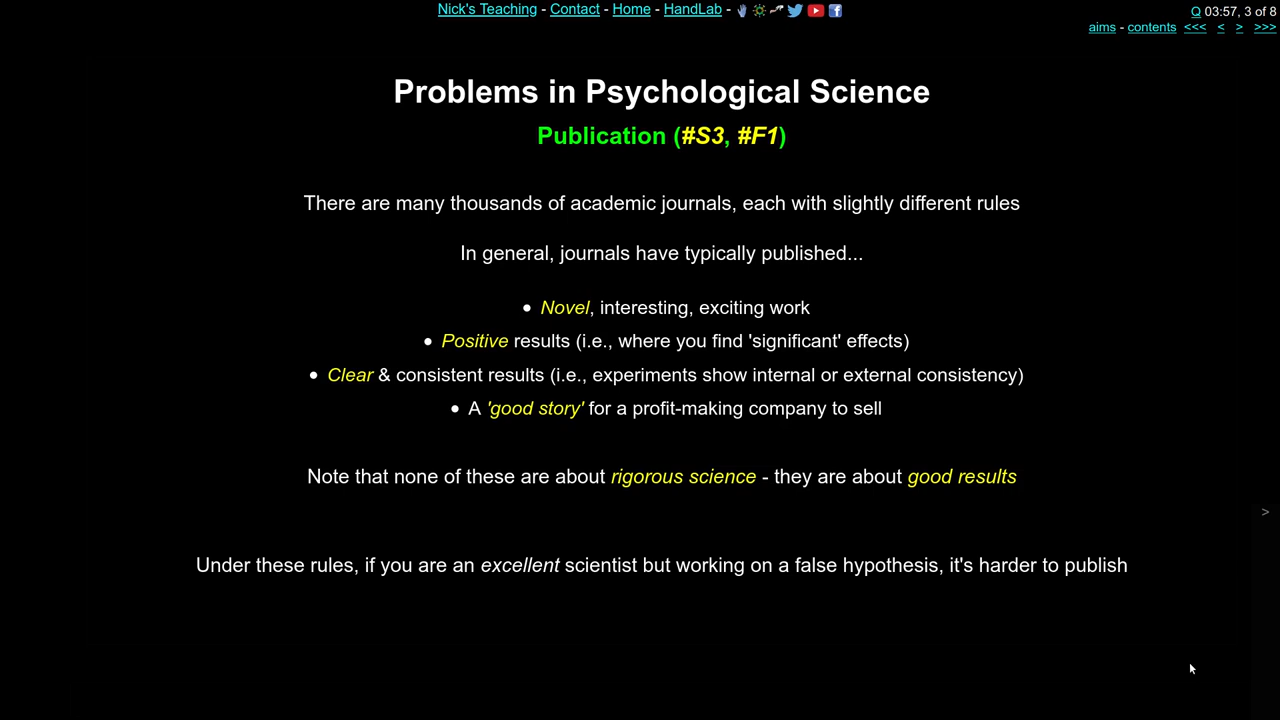 Nick's Teaching - Contact - Home - HandLab -
Q 03:57, 3 of 8
aims - contents <<< < > >>>
Problems in Psychological Science
Publication (#S3, #F1)
There are many thousands of academic journals, each with slightly different rules
In general, journals have typically published...
• Novel, interesting, exciting work
• Positive results (i.e., where you find 'significant' effects)
• Clear & consistent results (i.e., experiments show internal or external consistency)
• A 'good story' for a profit-making company to sell
Note that none of these are about rigorous science - they are about good results
>
Under these rules, if you are an excellent scientist but working on a false hypothesis, it's harder to publish